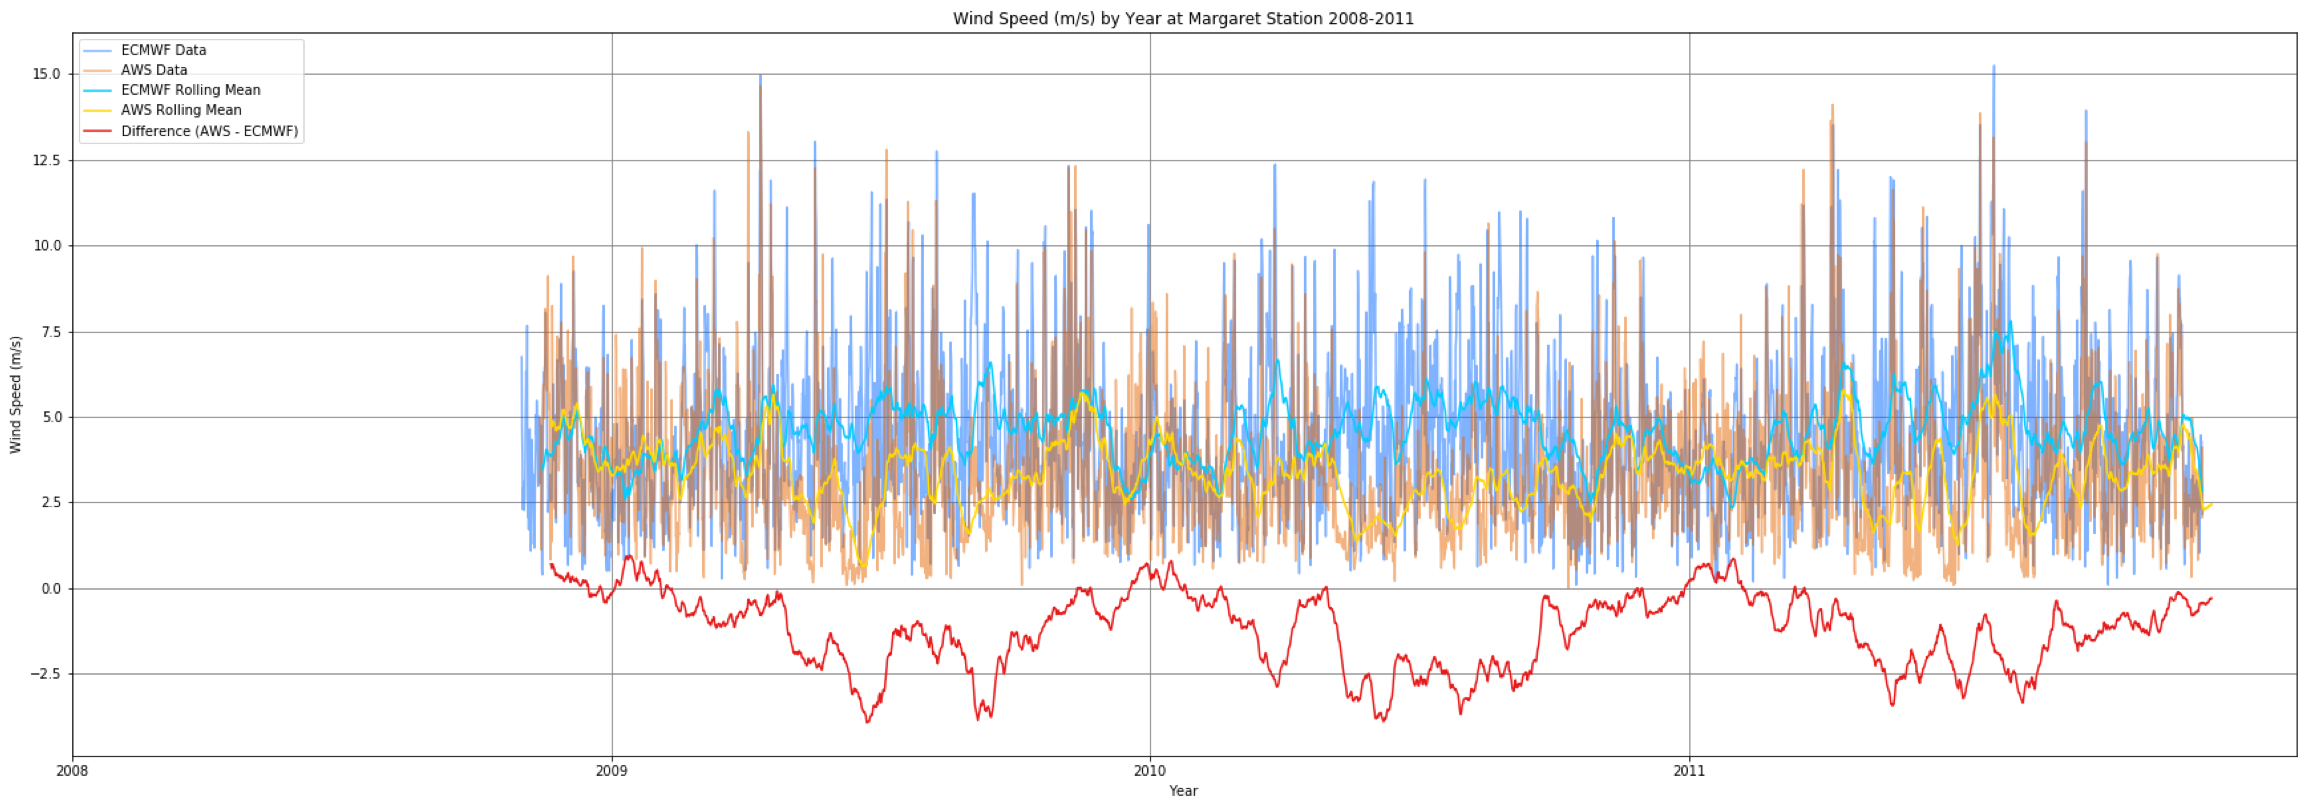 Wind Speed (m/s) by Year at Margaret Station 2008-2011
ECMWF Data
AWS Data
ECMWF Rolling Mean
AWS Rolling Mean
Difference (AWS - ECMWF)
Wind Speed (m/s)
15.0
12.5
10.0
7.5
5.0
2.5
0.0
−2.5
2008
2009
2010
2011
Year